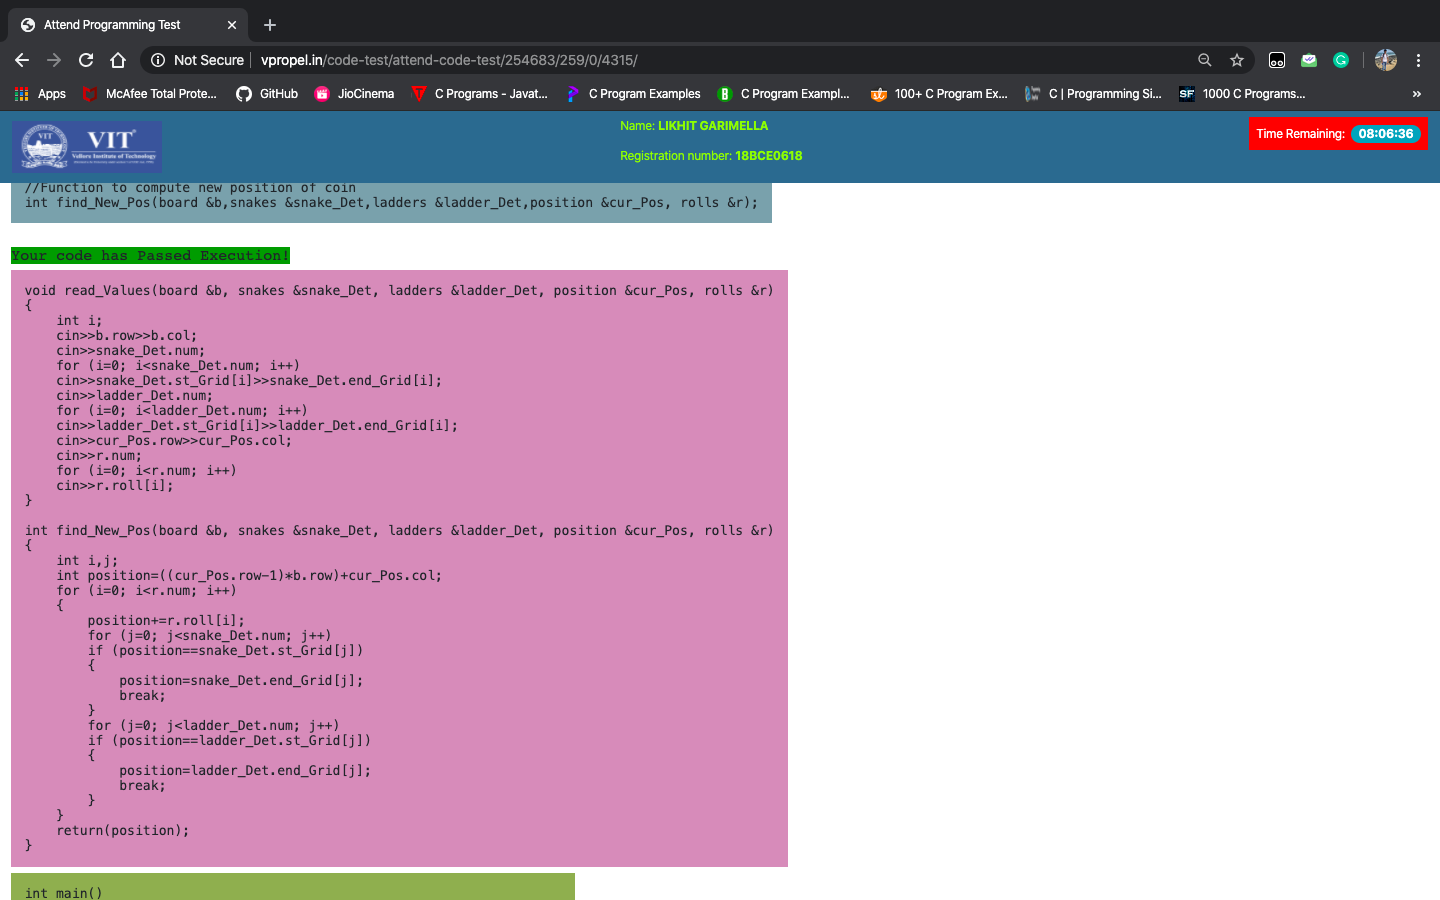 Attend Programming Test
Not Secure
vpropel.in/code-test/attend-code-test/254683/259/0/4315/
Apps
McAfee Total Prote...
GitHub
JioCinema
C Programs - Javat...
C Program Examples
C Program Exampl...
100+ C Program Ex...
C | Programming Si...
SF
1000 C Programs...
»
VIT
VIT
Vellore Institute of Technology
Name: LIKHIT GARIMELLA
Registration number: 18BCE0618
Time Remaining: 08:06:36
//Function to compute new position of coin
int find_New_Pos(board &b,snakes &snake_Det,ladders &ladder_Det,position &cur_Pos, rolls &r);
Your code has Passed Execution!
void read_Values(board &b, snakes &snake_Det, ladders &ladder_Det, position &cur_Pos, rolls &r)
{
    int i;
    cin>>b.row>>b.col;
    cin>>snake_Det.num;
    for (i=0; i<snake_Det.num; i++)
    cin>>snake_Det.st_Grid[i]>>snake_Det.end_Grid[i];
    cin>>ladder_Det.num;
    for (i=0; i<ladder_Det.num; i++)
    cin>>ladder_Det.st_Grid[i]>>ladder_Det.end_Grid[i];
    cin>>cur_Pos.row>>cur_Pos.col;
    cin>>r.num;
    for (i=0; i<r.num; i++)
    cin>>r.roll[i];
}
int find_New_Pos(board &b, snakes &snake_Det, ladders &ladder_Det, position &cur_Pos, rolls &r)
{
    int i,j;
    int position=((cur_Pos.row-1)*b.row)+cur_Pos.col;
    for (i=0; i<r.num; i++)
    {
        position+=r.roll[i];
        for (j=0; j<snake_Det.num; j++)
        if (position==snake_Det.st_Grid[j])
        {
            position=snake_Det.end_Grid[j];
            break;
        }
        for (j=0; j<ladder_Det.num; j++)
        if (position==ladder_Det.st_Grid[j])
        {
            position=ladder_Det.end_Grid[j];
            break;
        }
    }
    return(position);
}
int main()